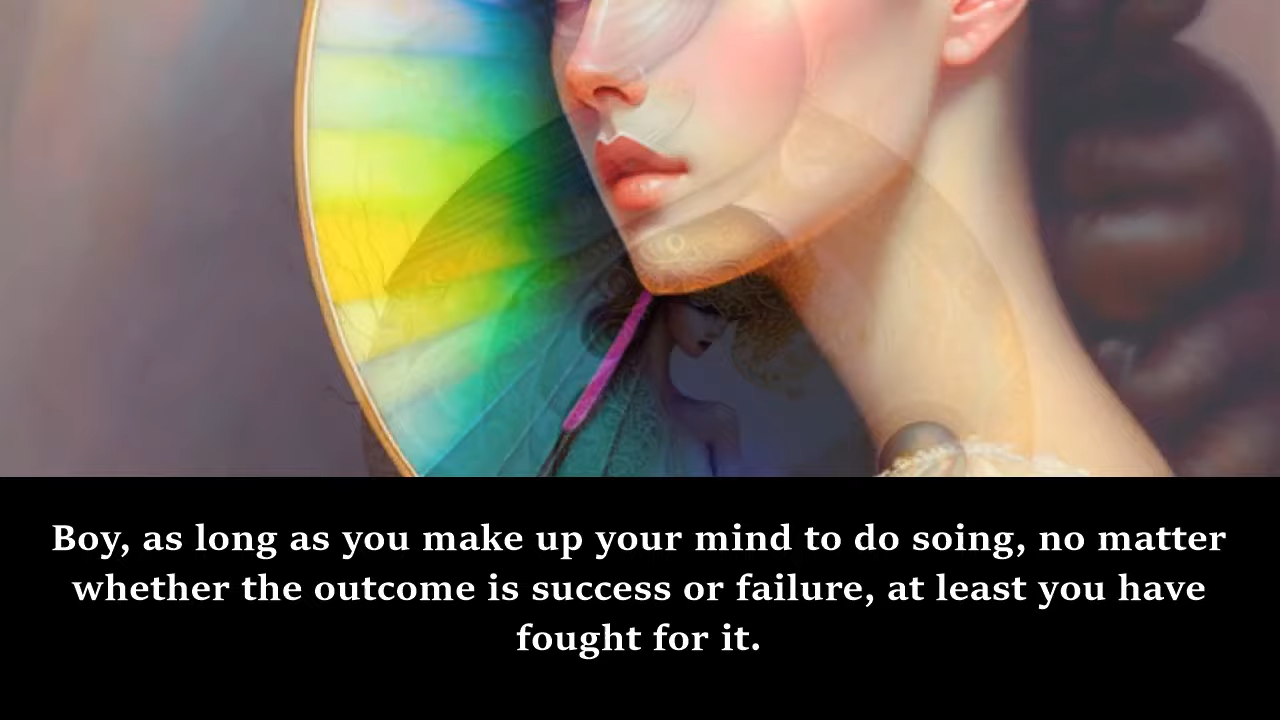 Boy, as long as you make up your mind to do soing, no matter
whether the outcome is success or failure, at least you have
fought for it.